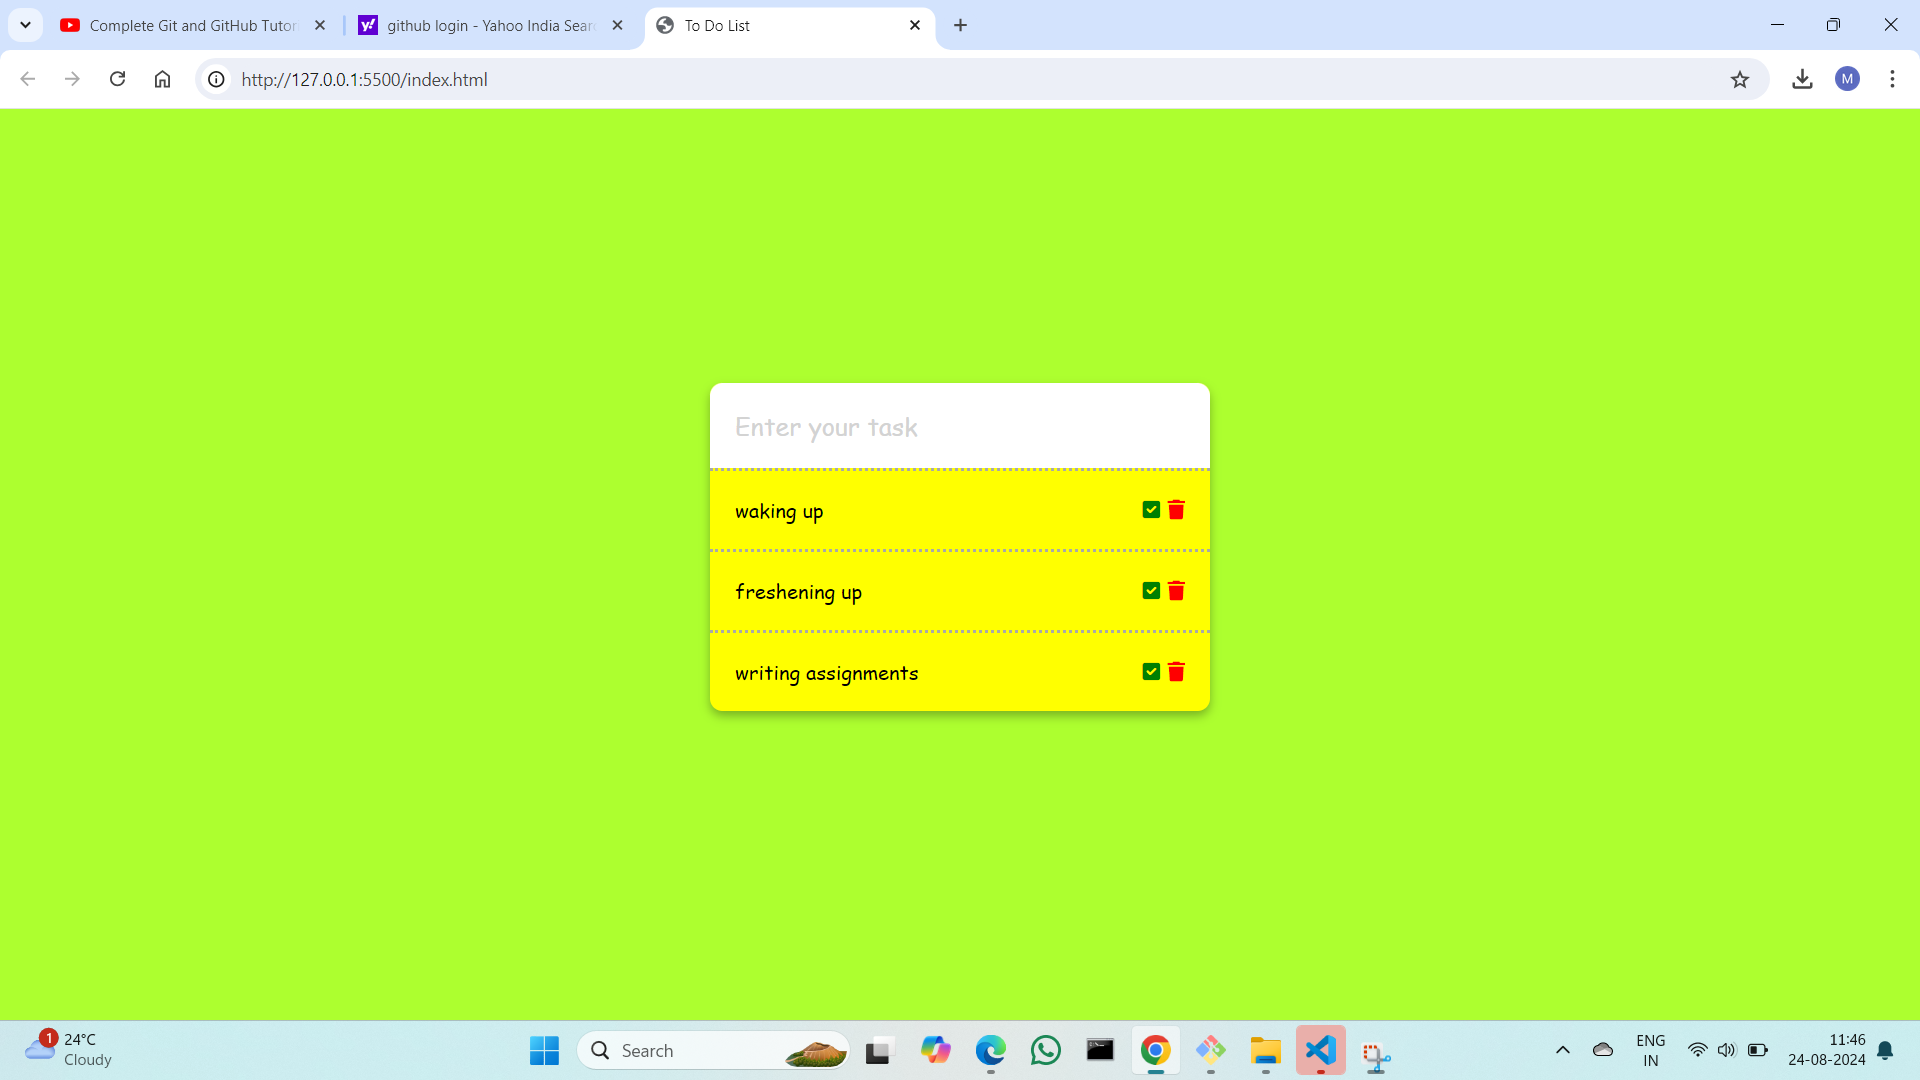 Complete Git and GitHub Tutor
github login - Yahoo India Sear
To Do List
http://127.0.0.1:5500/index.html
M
Enter your task
waking up
freshening up
writing assignments
1
24°C
Cloudy
Search
ENG
IN
11:46
24-08-2024